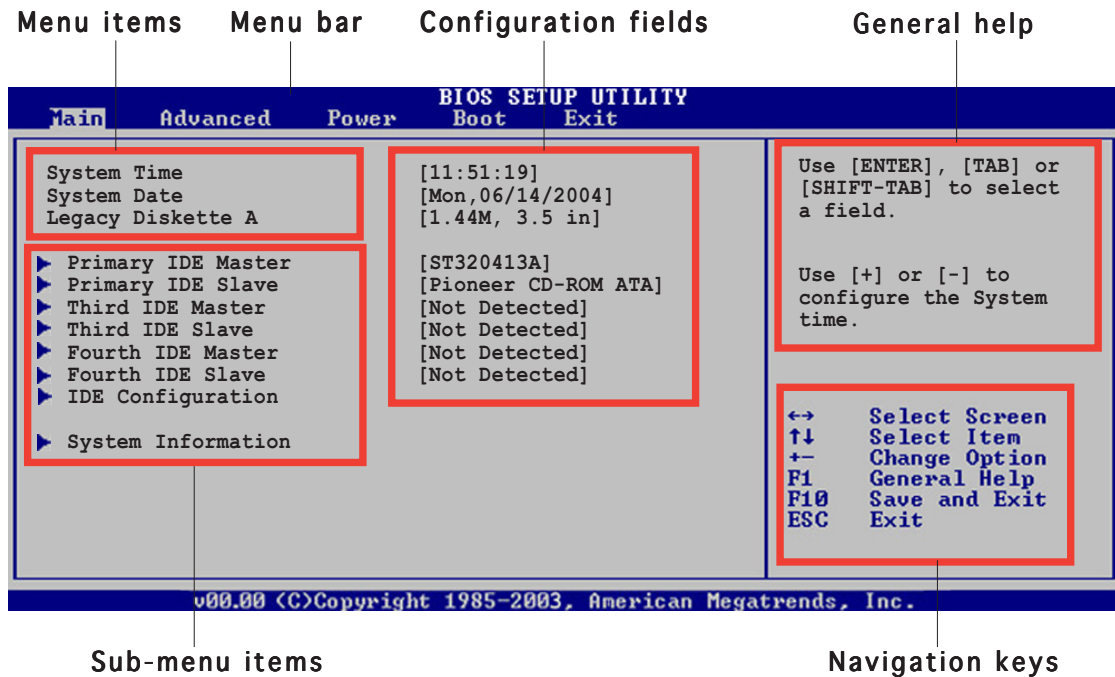 Menu items Menu bar Configuration fields General help
BIOS SETUP UTILITY
Main Advanced Power Boot Exit
System Time [11:51:19]
System Date [Mon,06/14/2004]
Legacy Diskette A [1.44M, 3.5 in]
Primary IDE Master [ST320413A]
Primary IDE Slave [Pioneer CD-ROM ATA]
Third IDE Master [Not Detected]
Third IDE Slave [Not Detected]
Fourth IDE Master [Not Detected]
Fourth IDE Slave [Not Detected]
IDE Configuration
System Information
Use [ENTER], [TAB] or
[SHIFT-TAB] to select
a field.
Use [+] or [-] to
configure the System
time.
↔ Select Screen
↑↓ Select Item
+- Change Option
F1 General Help
F10 Save and Exit
ESC Exit
v00.00 (C)Copyright 1985-2003, American Megatrends, Inc.
Sub-menu items Navigation keys